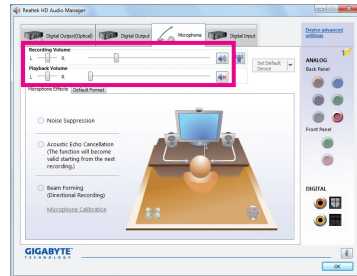 Realtek HD Audio Manager
Digital Output(Optical)
Digital Output
Microphone
Digital Input
Device advanced
settings
Recording Volume
L R
Set Default
Device
Playback Volume
L R
Microphone Effects
Default Format
Noise Suppression
Acoustic Echo Cancellation
(The function will become
valid starting from the next
recording.)
Beam Forming
(Directional Recording)
Microphone Calibration
ANALOG
Back Panel
Front Panel
DIGITAL
GIGABYTE
TECHNOLOGY
i
OK